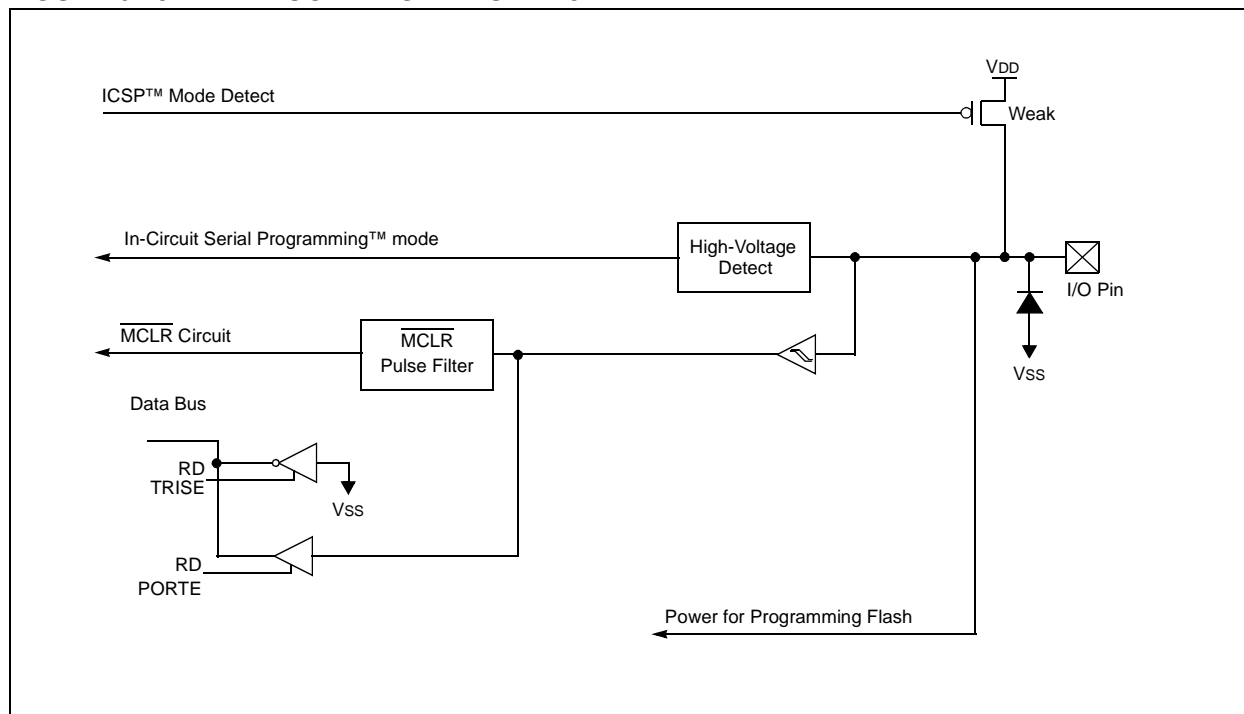 VDD
ICSP™ Mode Detect
Weak
In-Circuit Serial Programming™ mode
High-Voltage
Detect
I/O Pin
MCLR Circuit
MCLR
Pulse Filter
VSS
Data Bus
RD
TRISE
VSS
RD
PORTE
Power for Programming Flash